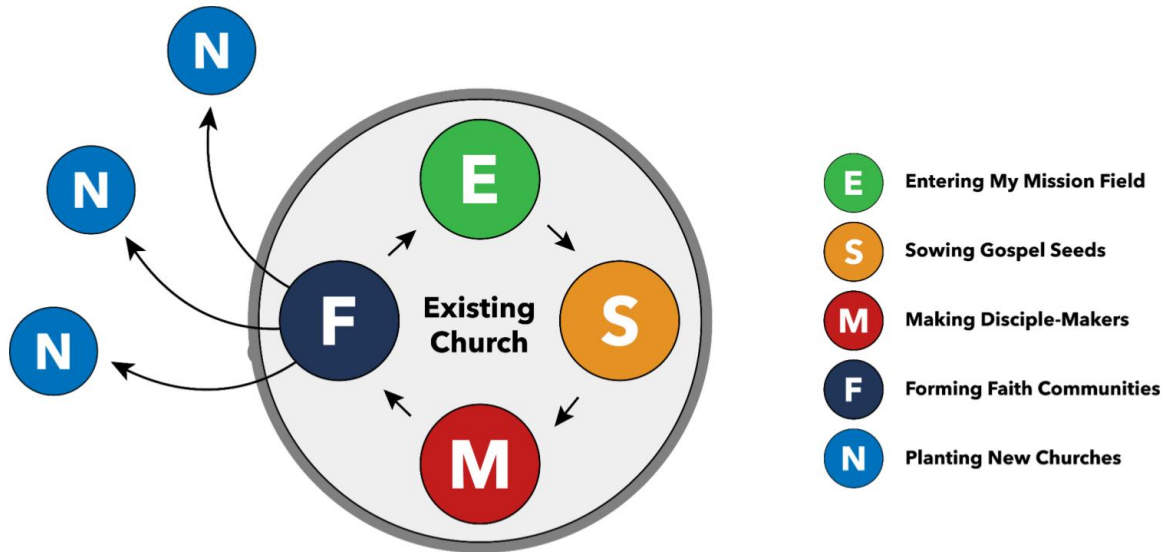 N
N
N
E
F
Existing
Church
S
M
E Entering My Mission Field
S Sowing Gospel Seeds
M Making Disciple-Makers
F Forming Faith Communities
N Planting New Churches